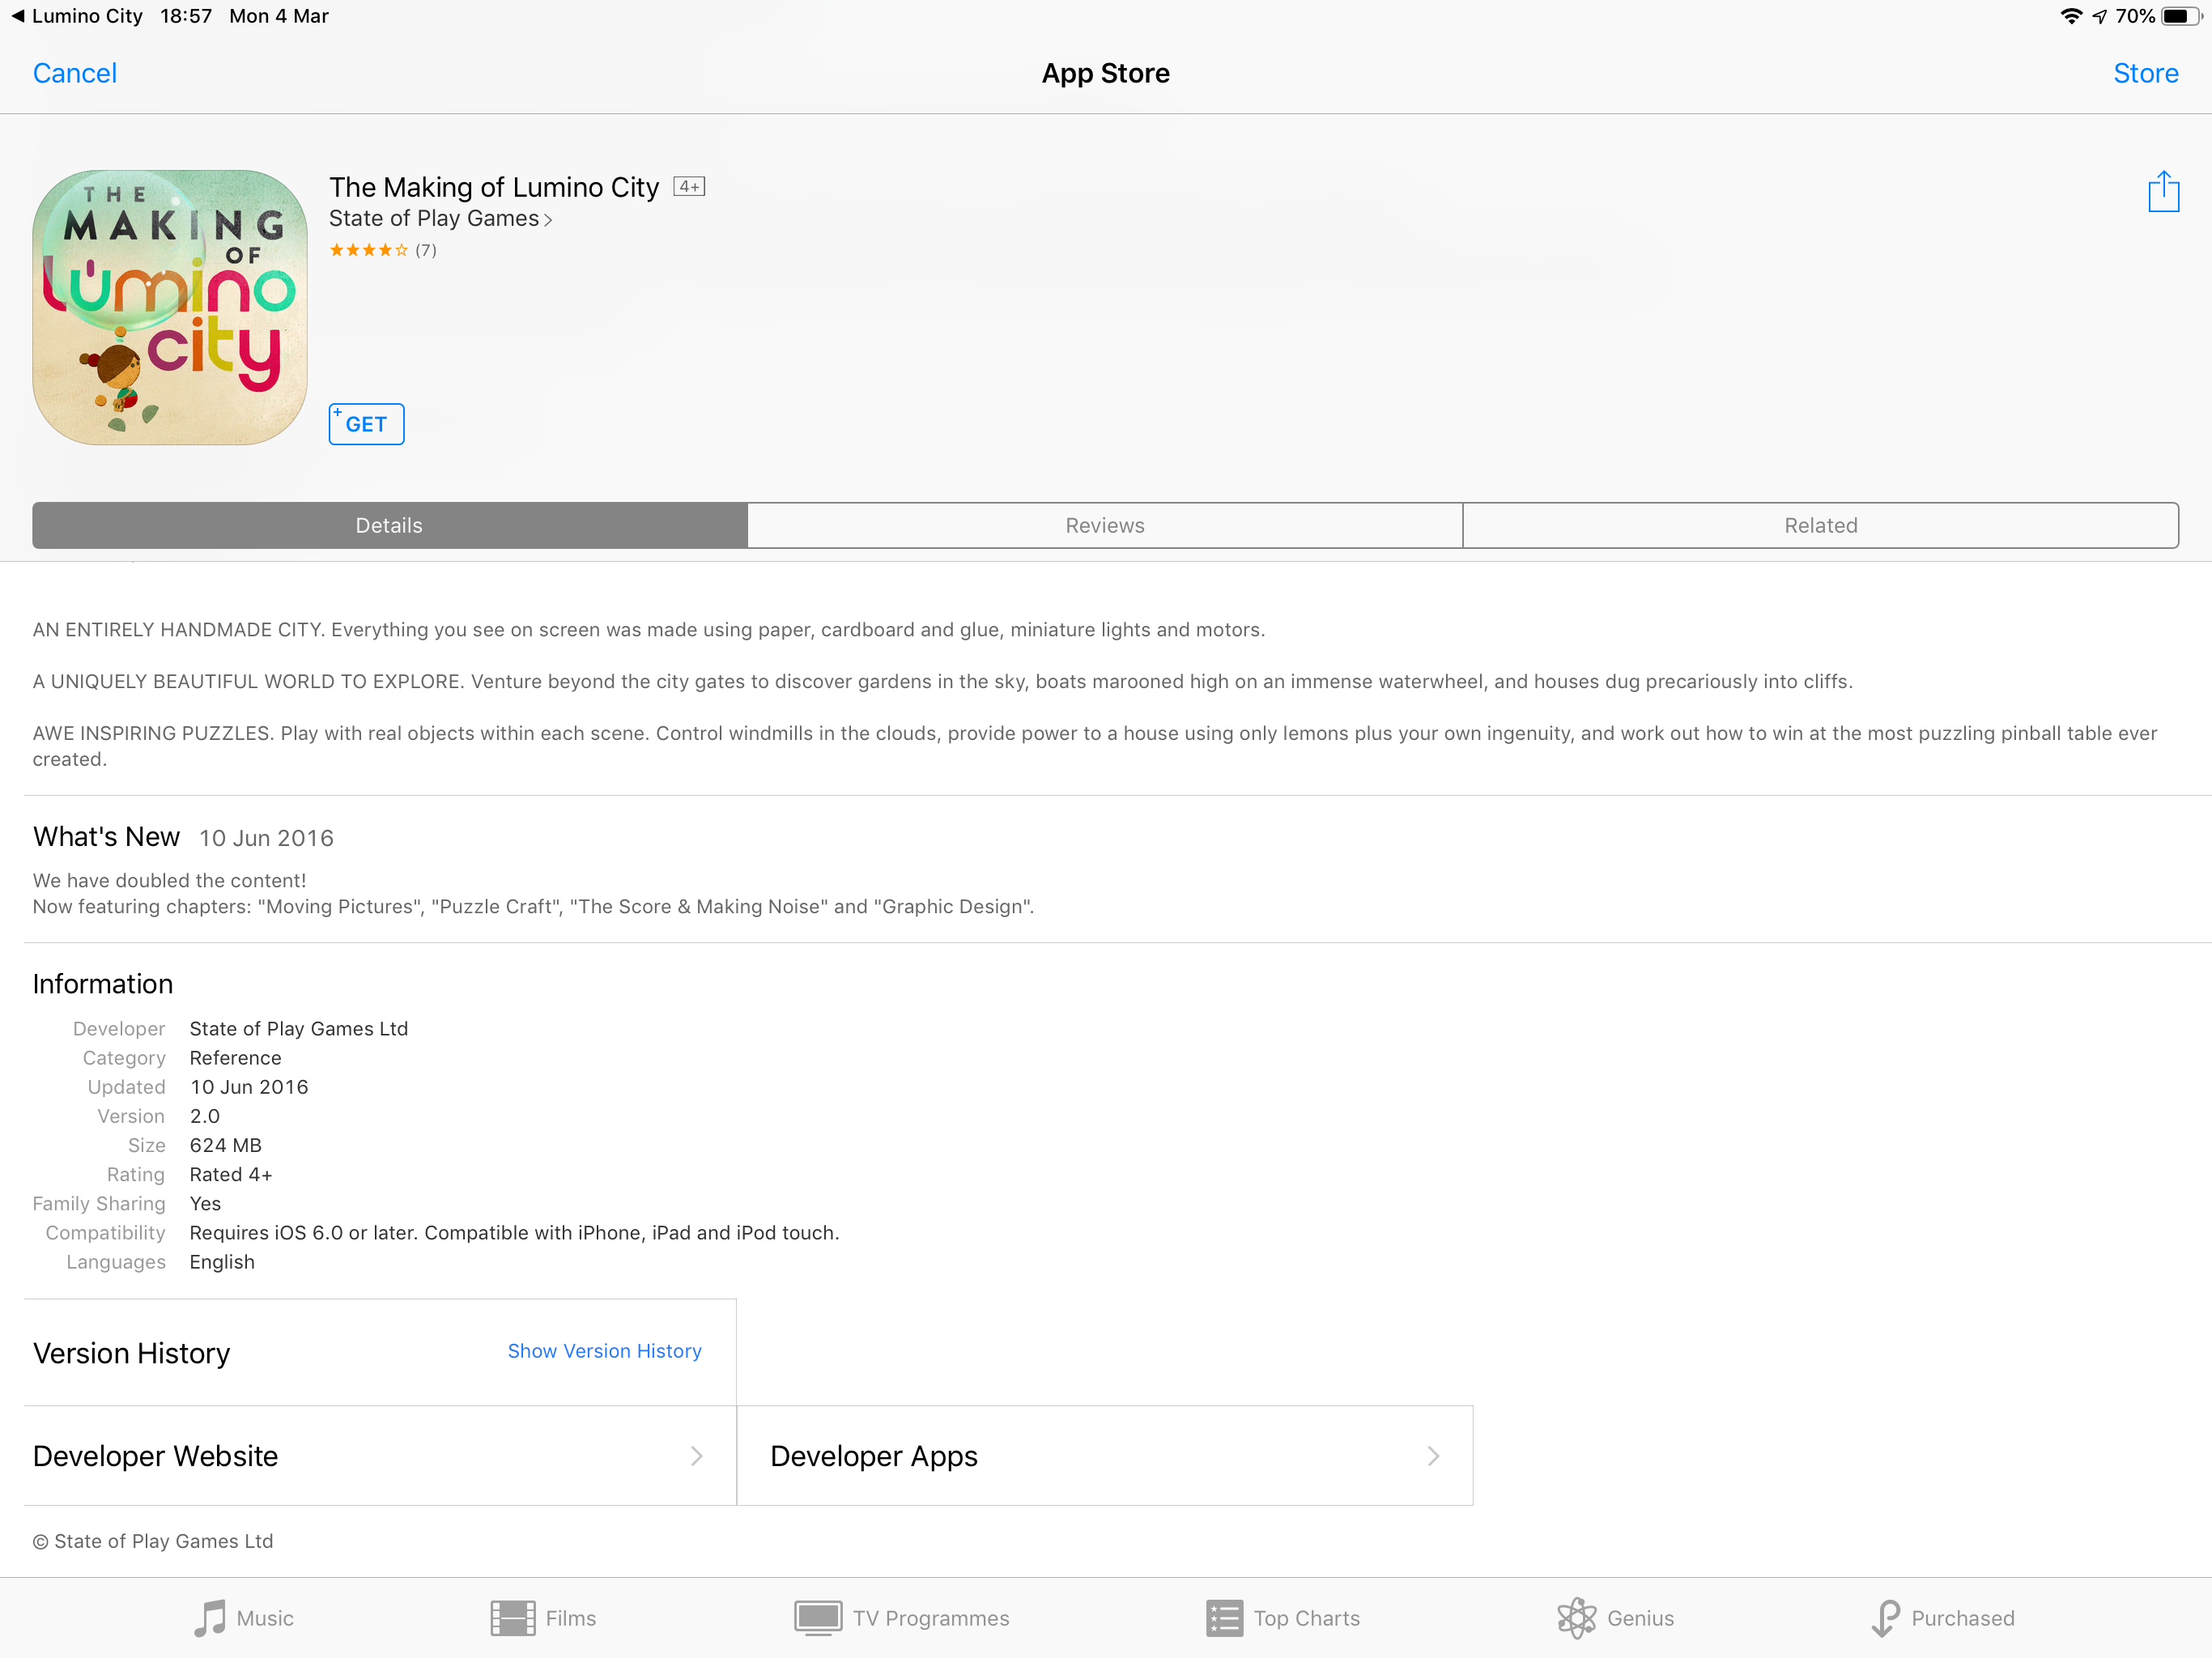 Lumino City 18:57 Mon 4 Mar 70%
Cancel App Store Store
THE
MAKING
OF
Lumino
city
The Making of Lumino City 4+
State of Play Games
(7)
+ GET
Details Reviews Related
AN ENTIRELY HANDMADE CITY. Everything you see on screen was made using paper, cardboard and glue, miniature lights and motors.
A UNIQUELY BEAUTIFUL WORLD TO EXPLORE. Venture beyond the city gates to discover gardens in the sky, boats marooned high on an immense waterwheel, and houses dug precariously into cliffs.
AWE INSPIRING PUZZLES. Play with real objects within each scene. Control windmills in the clouds, provide power to a house using only lemons plus your own ingenuity, and work out how to win at the most puzzling pinball table ever
created.
What's New 10 Jun 2016
We have doubled the content!
Now featuring chapters: "Moving Pictures", "Puzzle Craft", "The Score & Making Noise" and "Graphic Design".
Information
Developer State of Play Games Ltd
Category Reference
Updated 10 Jun 2016
Version 2.0
Size 624 MB
Rating Rated 4+
Family Sharing Yes
Compatibility Requires iOS 6.0 or later. Compatible with iPhone, iPad and iPod touch.
Languages English
Version History Show Version History
Developer Website Developer Apps
© State of Play Games Ltd
Music Films TV Programmes Top Charts Genius Purchased